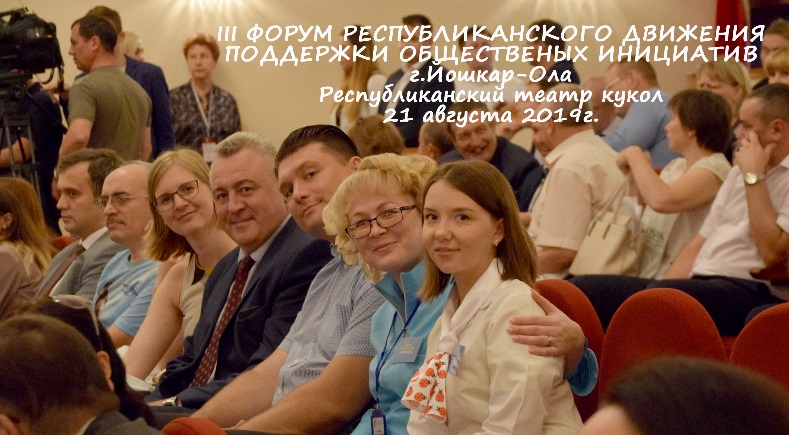 III ФОРУМ РЕСПУБЛИКАНСКОГО ДВИЖЕНИЯ
ПОДДЕРЖКИ ОБЩЕСТВЕНЫХ ИНИЦИАТИВ
г.Йошкар-Ола
Республиканский театр кукол
21 августа 2019г.